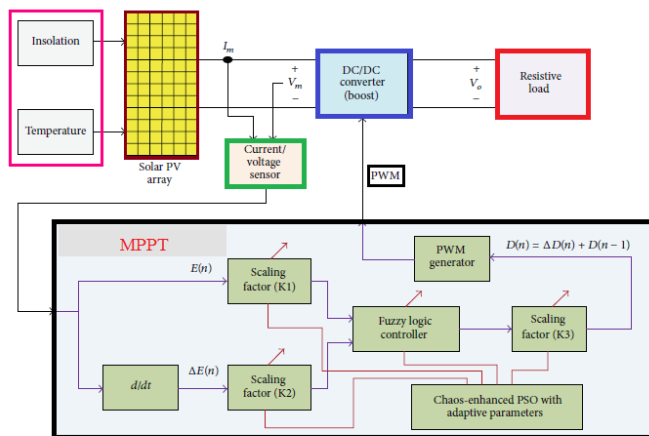 Insolation
Temperature
Solar PV
array
I_m
+
V_m
−
DC/DC
converter
(boost)
+
V_o
−
Resistive
load
Current/
voltage
sensor
PWM
MPPT
E(n)
Scaling
factor (K1)
PWM
generator
D(n) = ΔD(n) + D(n − 1)
Fuzzy logic
controller
Scaling
factor (K3)
d/dt
ΔE(n)
Scaling
factor (K2)
Chaos-enhanced PSO with
adaptive parameters